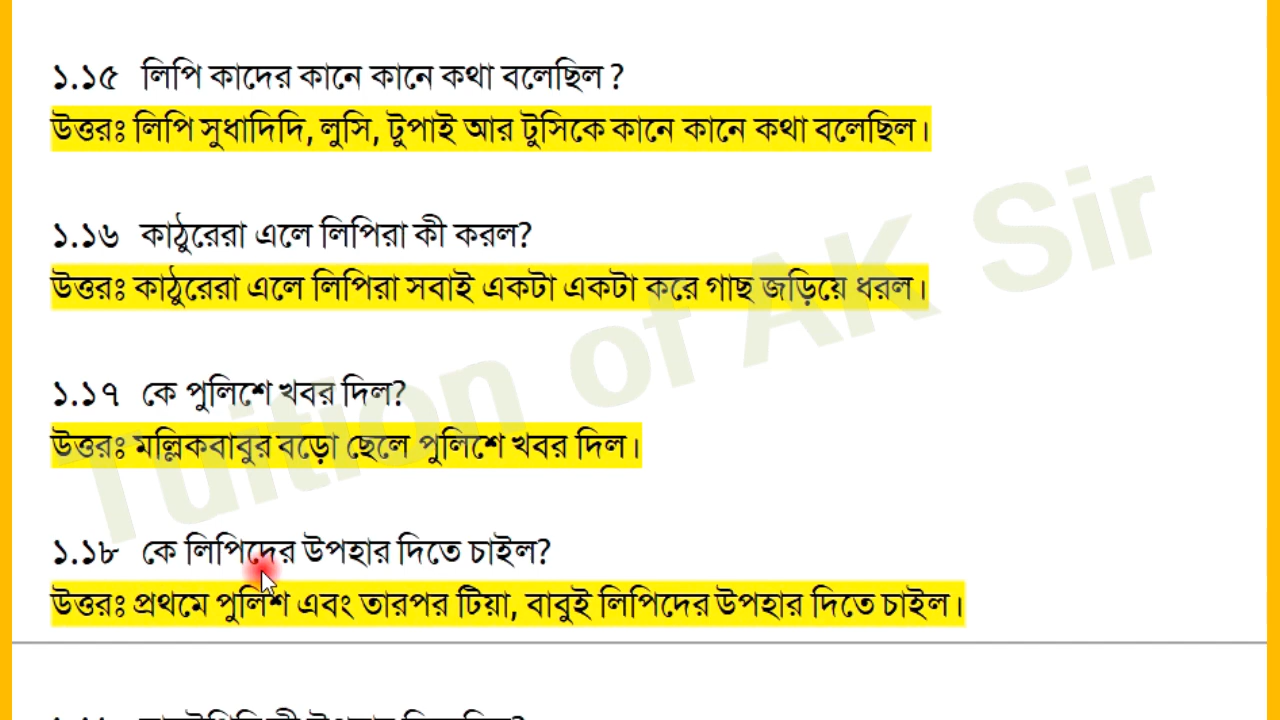 ১.১৫ লিপি কাদের কানে কানে কথা বলেছিল ?
উত্তরঃ লিপি সুধাদিদি, লুসি, টুপাই আর টুসিকে কানে কানে কথা বলেছিল।
১.১৬ কাঠুরেরা এলে লিপিরা কী করল?
উত্তরঃ কাঠুরেরা এলে লিপিরা সবাই একটা একটা করে গাছ জড়িয়ে ধরল।
১.১৭ কে পুলিশে খবর দিল?
উত্তরঃ মল্লিকবাবুর বড়ো ছেলে পুলিশে খবর দিল।
১.১৮ কে লিপিদের উপহার দিতে চাইল?
উত্তরঃ প্রথমে পুলিশ এবং তারপর টিয়া, বাবুই লিপিদের উপহার দিতে চাইল।
Tuition of AK Sir